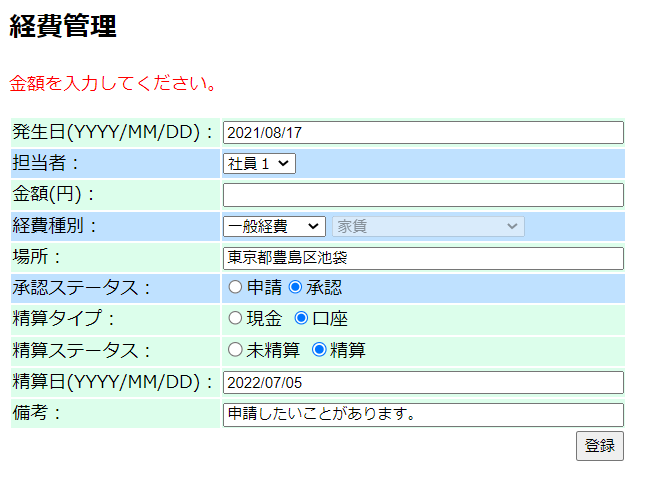 経費管理
金額を入力してください。
発生日(YYYY/MM/DD)： 2021/08/17
担当者： 社員１
金額(円)：
経費種別： 一般経費 家賃
場所： 東京都豊島区池袋
承認ステータス： 申請 承認
精算タイプ： 現金 口座
精算ステータス： 未精算 精算
精算日(YYYY/MM/DD)： 2022/07/05
備考： 申請したいことがあります。
登録